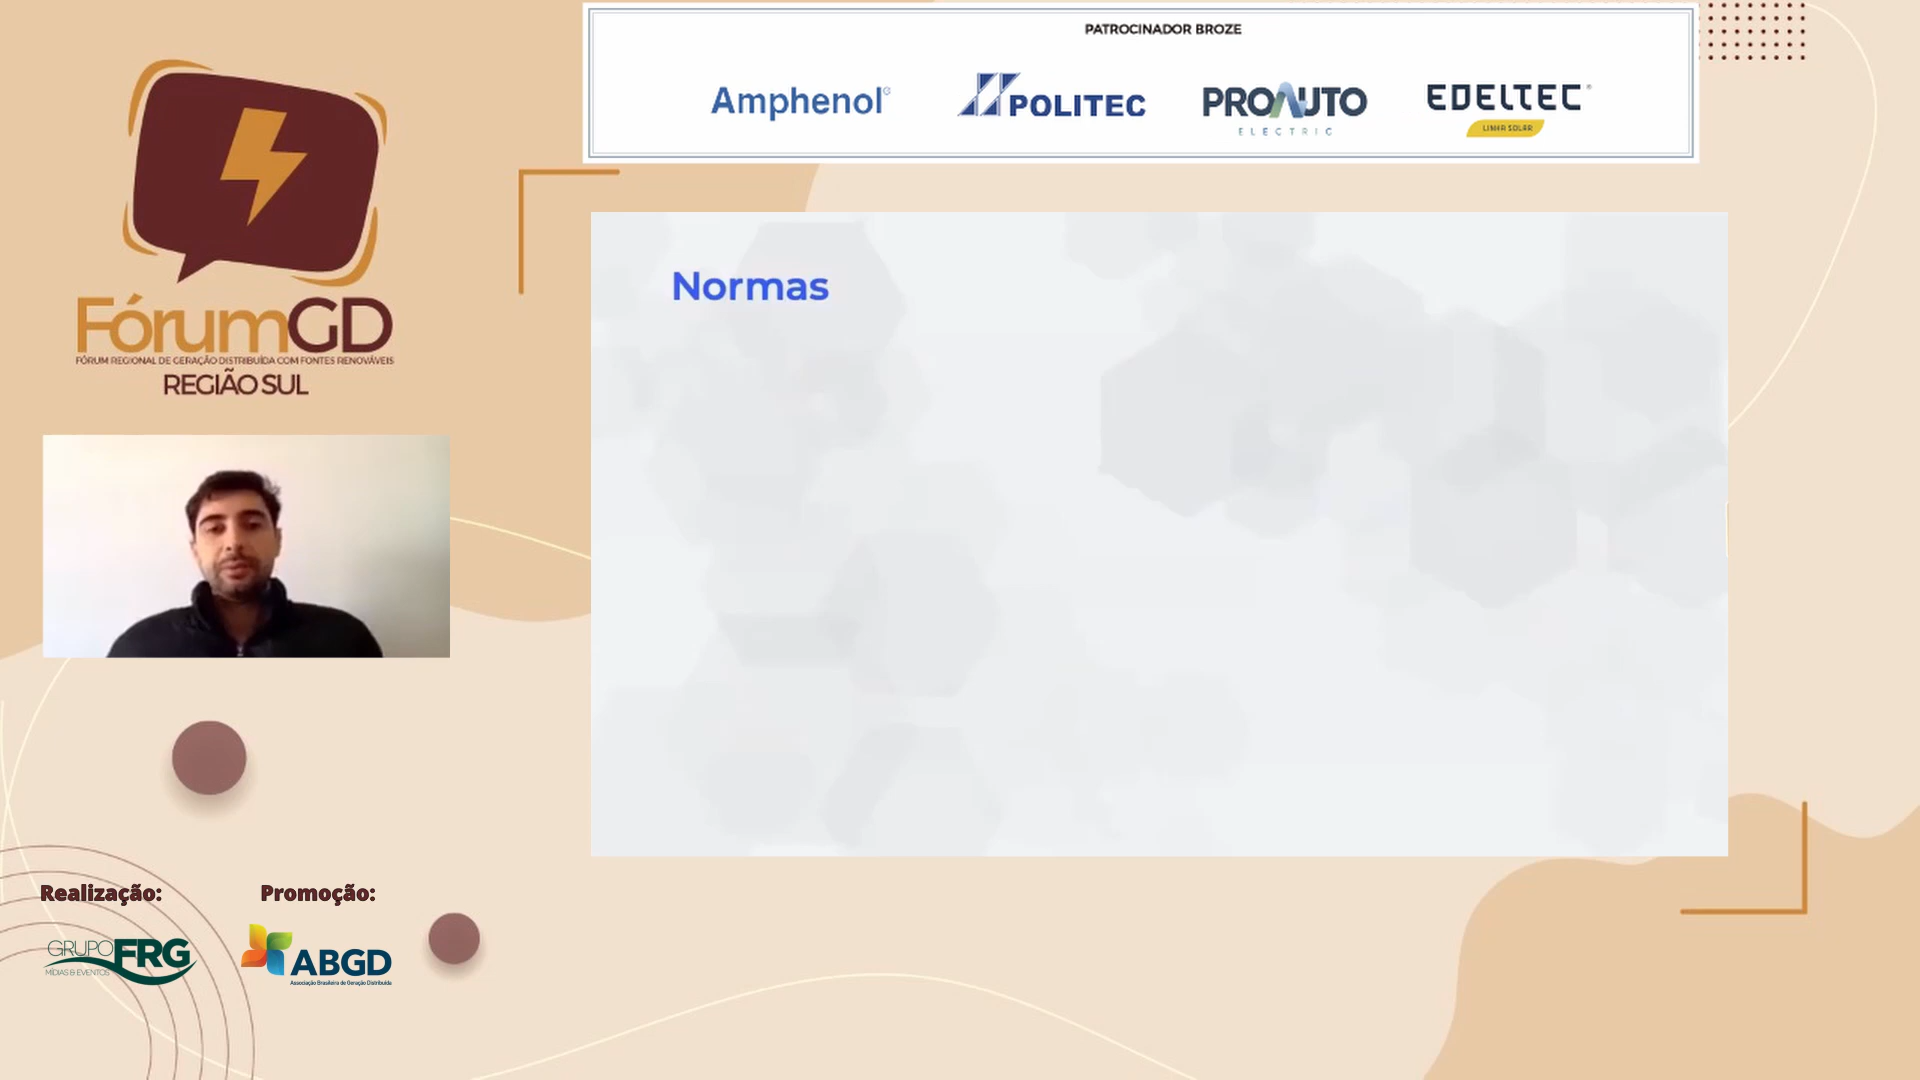 PATROCINADOR BROZE
Amphenol®
POLITEC
PROAUTO
ELECTRIC
EDELTEC®
LINHA SOLAR
FórumGD
FÓRUM REGIONAL DE GERAÇÃO DISTRIBUÍDA COM FONTES RENOVÁVEIS
REGIÃO SUL
Normas
Realização:
Promoção:
GRUPO FRG
MÍDIAS & EVENTOS
ABGD
Associação Brasileira de Geração Distribuída